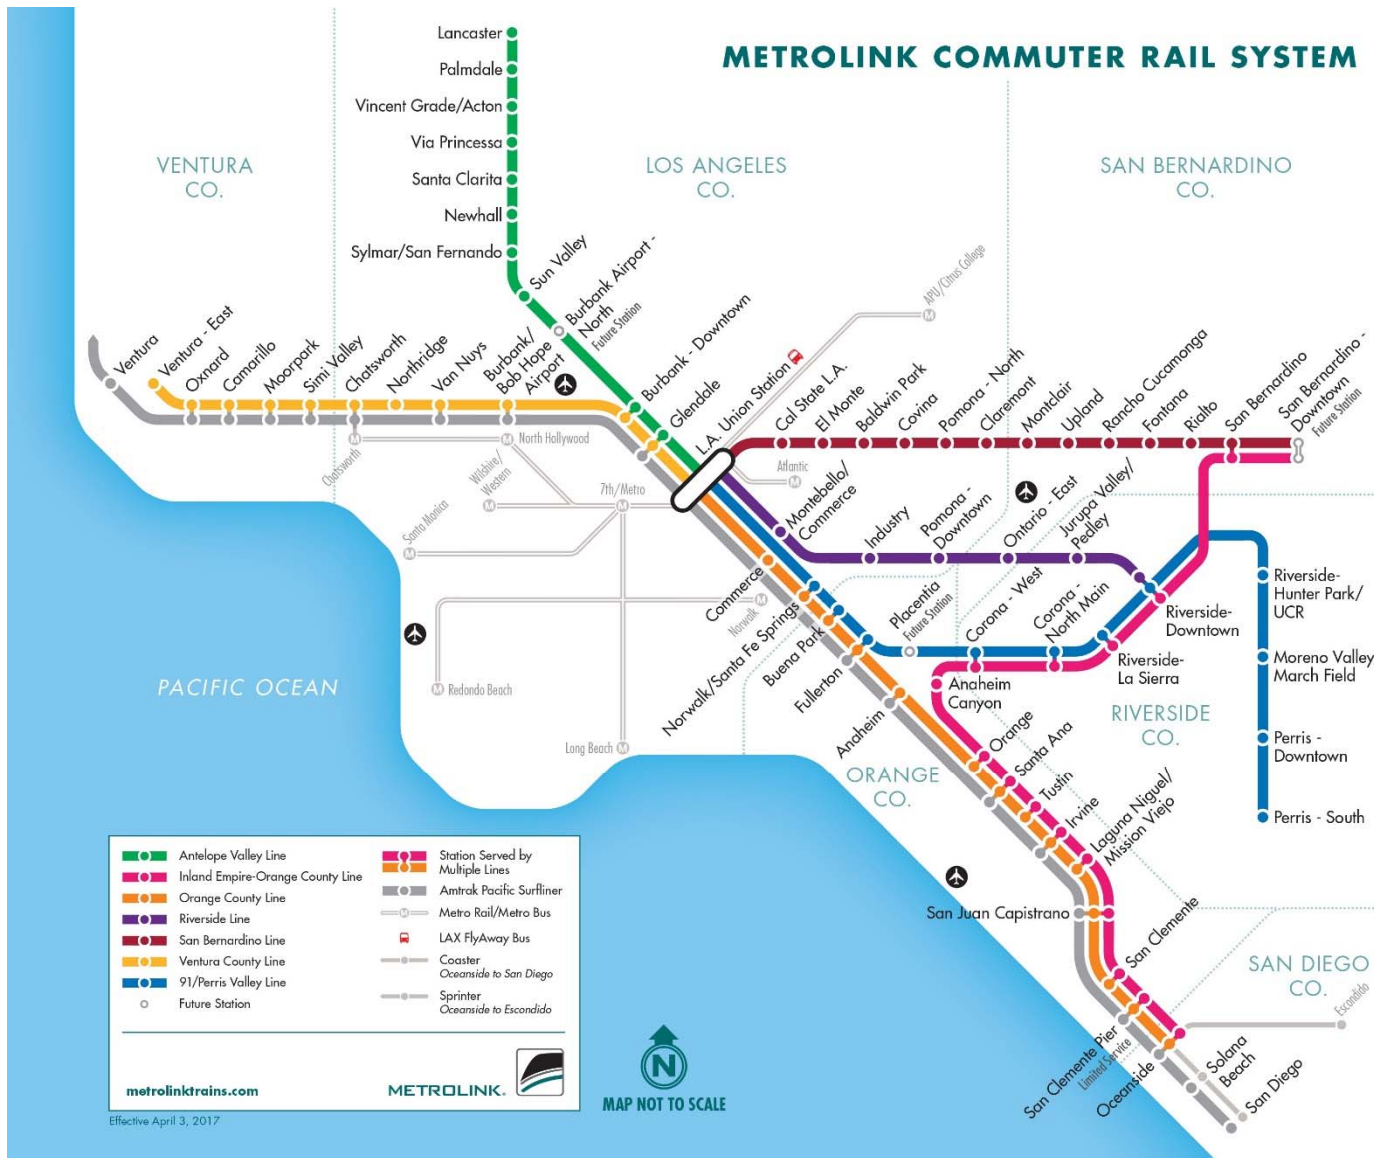 METROLINK COMMUTER RAIL SYSTEM
Lancaster
Palmdale
Vincent Grade/Acton
Via Princessa
Santa Clarita
Newhall
Sylmar/San Fernando
VENTURA
CO.
LOS ANGELES
CO.
SAN BERNARDINO
CO.
Sun Valley
Burbank Airport -
North
Future Station
Burbank - Downtown
Glendale
L.A. Union Station
APU/Citrus College
M
Ventura
Ventura - East
Oxnard
Camarillo
Moorpark
Simi Valley
Chatsworth
Northridge
Van Nuys
Burbank/
Bob Hope
Airport
Cal State L.A.
El Monte
Baldwin Park
Covina
Pomona - North
Claremont
Montclair
Upland
Rancho Cucamonga
Fontana
Rialto
San Bernardino
San Bernardino -
Downtown
Future Station
M
Chatsworth
M
North Hollywood
Wilshire/
Western
M
7th/Metro
M
Santa Monica
M
Atlantic
M
Montebello/
Commerce
Industry
Pomona -
Downtown
Ontario - East
Jurupa Valley/
Pedley
Commerce
Norwalk
M
Norwalk/Santa Fe Springs
Buena Park
Fullerton
Anaheim
Placentia
Future Station
Corona - West
Corona -
North Main
Riverside-
Downtown
Riverside-
La Sierra
Riverside-
Hunter Park/
UCR
Moreno Valley
March Field
Perris -
Downtown
Perris - South
PACIFIC OCEAN
M Redondo Beach
Long Beach M
Anaheim
Canyon
RIVERSIDE
CO.
ORANGE
CO.
Orange
Santa Ana
Tustin
Irvine
Laguna Niguel/
Mission Viejo
San Juan Capistrano
San Clemente
SAN DIEGO
CO.
San Clemente Pier
Limited Service
Oceanside
Solana
Beach
San Diego
Escondido
Antelope Valley Line
Inland Empire-Orange County Line
Orange County Line
Riverside Line
San Bernardino Line
Ventura County Line
91/Perris Valley Line
Future Station
Station Served by
Multiple Lines
Amtrak Pacific Surfliner
M
Metro Rail/Metro Bus
LAX FlyAway Bus
Coaster
Oceanside to San Diego
Sprinter
Oceanside to Escondido
metrolinktrains.com
METROLINK.
Effective April 3, 2017
N
MAP NOT TO SCALE